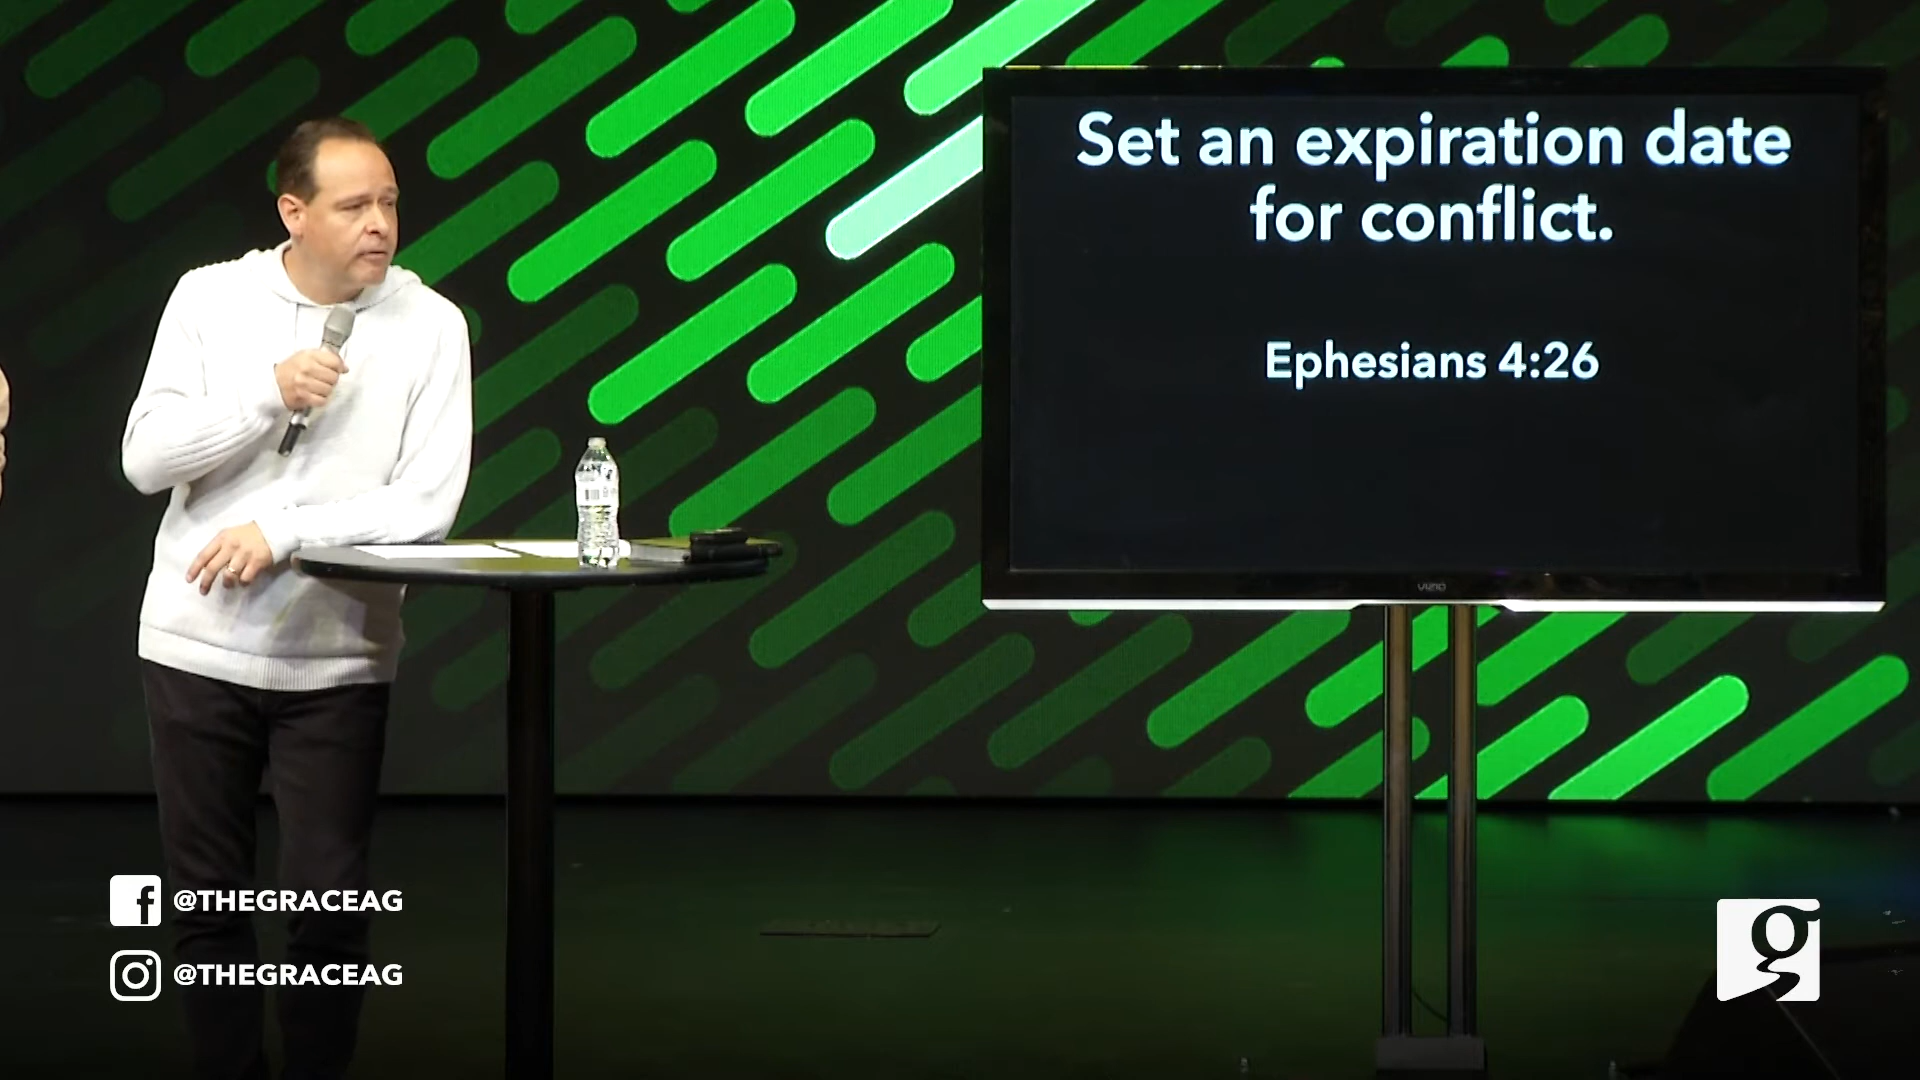 Set an expiration date
for conflict.
Ephesians 4:26
VIZIO
@THEGRACEAG
@THEGRACEAG
g